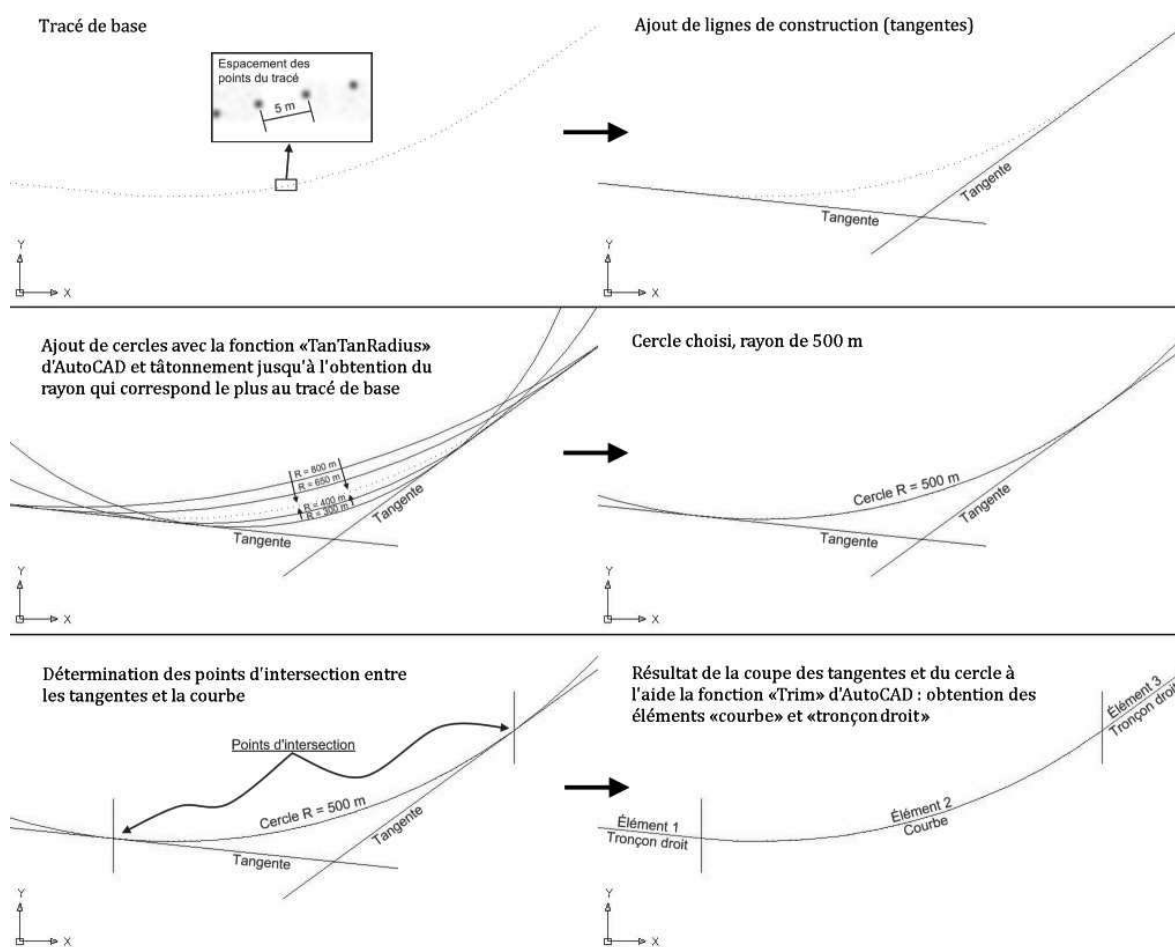 Tracé de base
Espacement des
points du tracé
5 m
Y
X
Ajout de lignes de construction (tangentes)
Tangente
Tangente
Y
X
Ajout de cercles avec la fonction «TanTanRadius»
d'AutoCAD et tâtonnement jusqu'à l'obtention du
rayon qui correspond le plus au tracé de base
R = 800 m
R = 650 m
R = 400 m
R = 300 m
Tangente
Tangente
Y
X
Cercle choisi, rayon de 500 m
Cercle R = 500 m
Tangente
Tangente
Y
X
Détermination des points d'intersection entre
les tangentes et la courbe
Points d'intersection
Cercle R = 500 m
Tangente
Tangente
Y
X
Résultat de la coupe des tangentes et du cercle à
l'aide la fonction «Trim» d'AutoCAD : obtention des
éléments «courbe» et «tronçon droit»
Élément 3
Tronçon droit
Élément 2
Courbe
Élément 1
Tronçon droit
Y
X